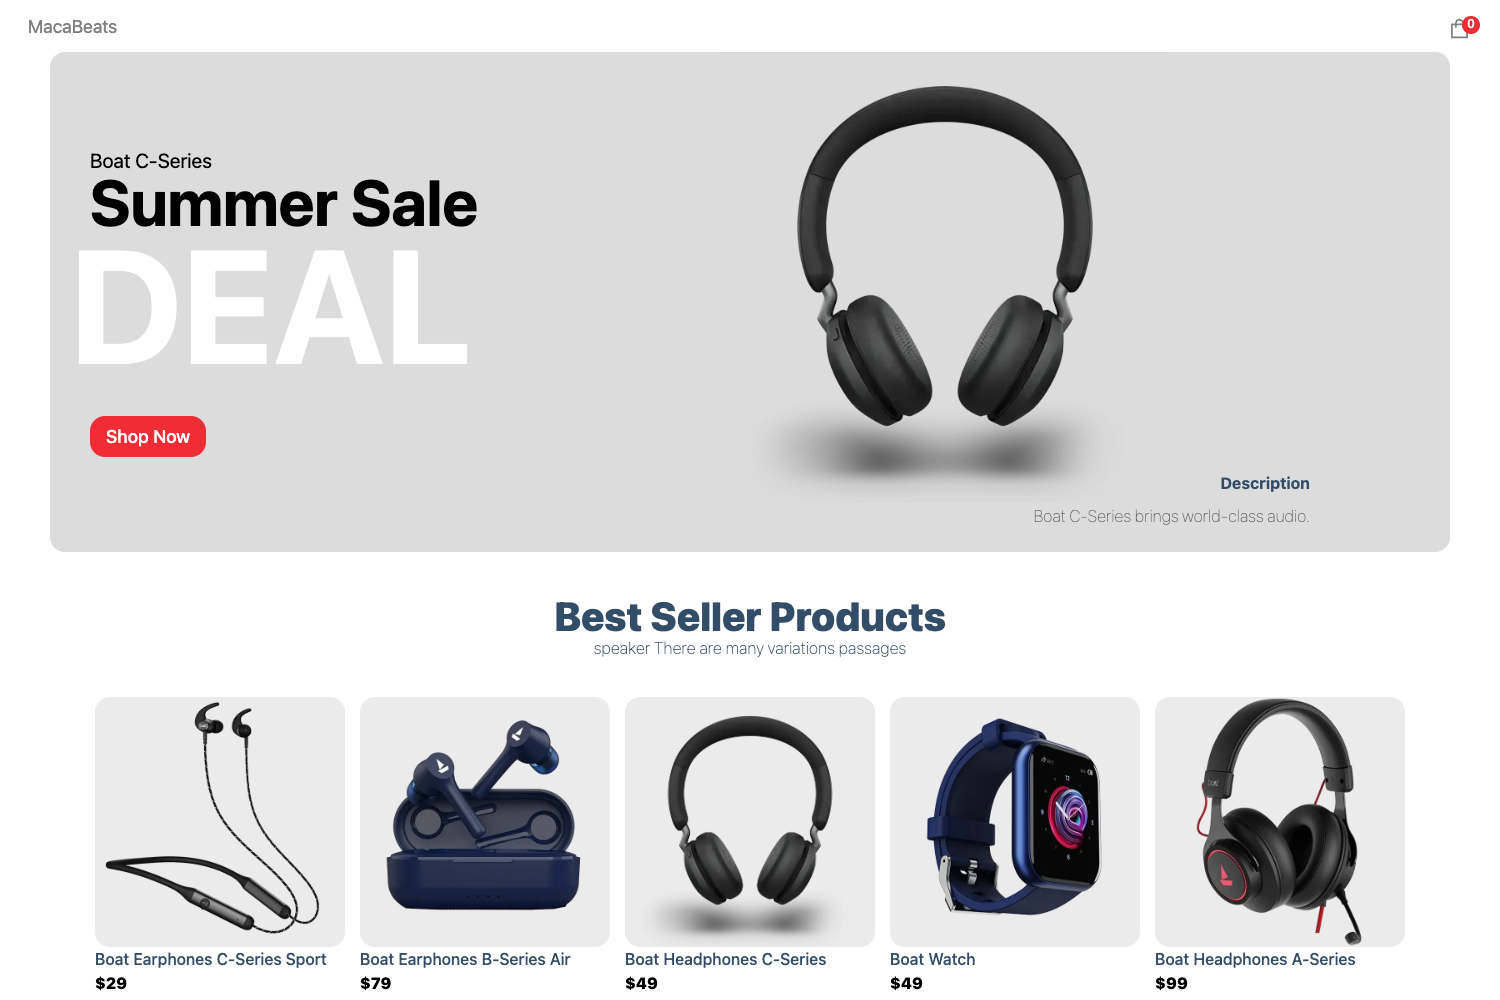 MacaBeats
0
Boat C-Series
Summer Sale
DEAL
Shop Now
Description
Boat C-Series brings world-class audio.
Best Seller Products
speaker There are many variations passages
Boat Earphones C-Series Sport
$29
Boat Earphones B-Series Air
$79
Boat Headphones C-Series
$49
Boat Watch
$49
Boat Headphones A-Series
$99